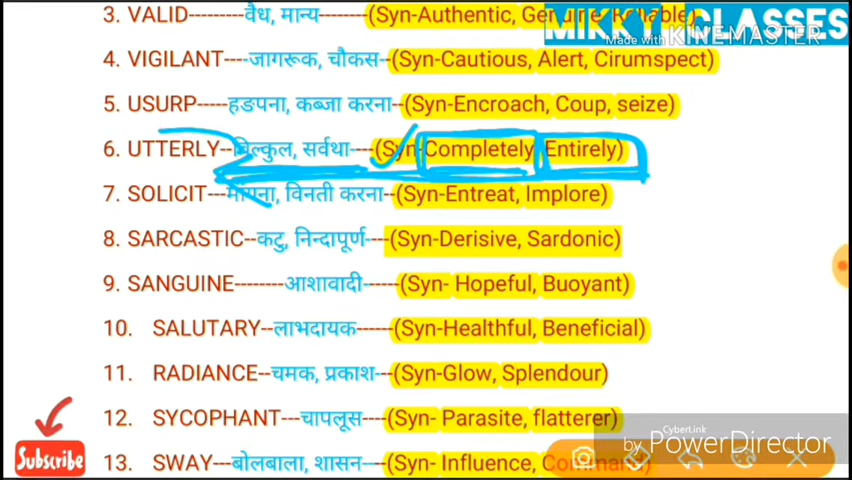 3. VALID--------वैध, मान्य--------(Syn-Authentic, Genuine, Reliable)
MIKKY CLASSES
Made with KINEMASTER
4. VIGILANT----जागरूक, चौकस--(Syn-Cautious, Alert, Cirumspect)
5. USURP-----हङपना, कब्जा करना--(Syn-Encroach, Coup, seize)
6. UTTERLY--बिल्कुल, सर्वथा----(Syn-Completely, Entirely)
7. SOLICIT---मांगना, विनती करना--(Syn-Entreat, Implore)
8. SARCASTIC--कटु, निन्दापूर्ण----(Syn-Derisive, Sardonic)
9. SANGUINE--------आशावादी------(Syn- Hopeful, Buoyant)
10. SALUTARY--लाभदायक------(Syn-Healthful, Beneficial)
11. RADIANCE--चमक, प्रकाश---(Syn-Glow, Splendour)
12. SYCOPHANT---चापलूस----(Syn- Parasite, flatterer)
CyberLink
by PowerDirector
Subscribe
13. SWAY---बोलबाला, शासन---(Syn- Influence, Command)